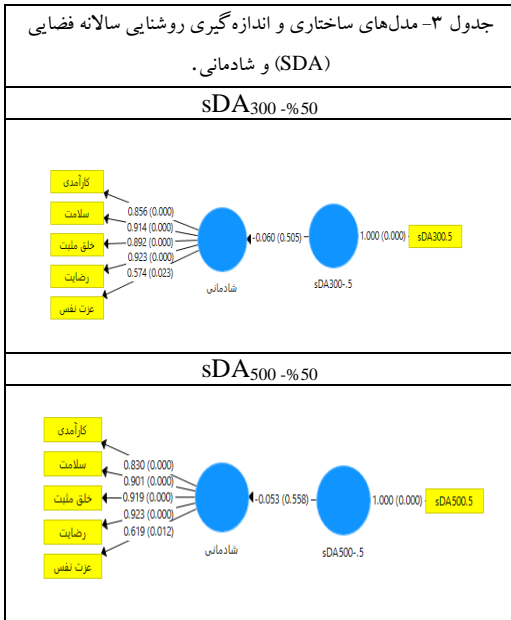 جدول ۳- مدل‌های ساختاری و اندازه‌گیری روشنایی سالانه فضایی
(SDA) و شادمانی.
sDA300 -%50
کارآمدی
سلامت
خلق مثبت
رضایت
عزت نفس
0.856 (0.000)
0.914 (0.000)
0.892 (0.000)
0.923 (0.000)
0.574 (0.023)
شادمانی
-0.060 (0.505)
sDA300-.5
1.000 (0.000)
sDA300.5
sDA500 -%50
کارآمدی
سلامت
خلق مثبت
رضایت
عزت نفس
0.830 (0.000)
0.901 (0.000)
0.919 (0.000)
0.923 (0.000)
0.619 (0.012)
شادمانی
-0.053 (0.558)
sDA500-.5
1.000 (0.000)
sDA500.5